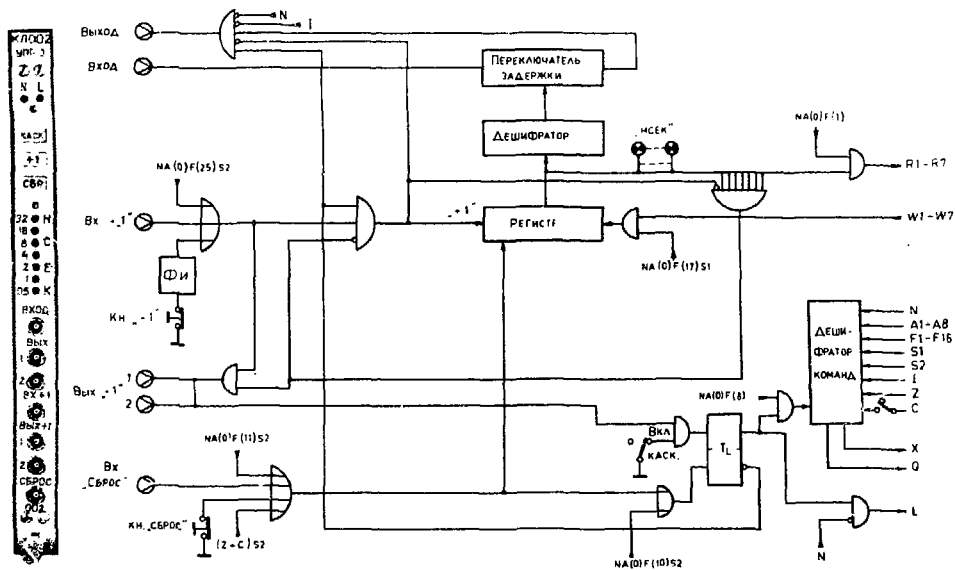 КЛ002
N L
КАСК
+1
СБР
32 Н
16
8 С
4
2 Е
1
05 К
ВХОД
ВЫХ
1
2
ВХ+1
ВЫХ+1
1
2
СБРОС
002
Выход
Вход
N
I
Переключатель
задержки
Дешифратор
"НСЕК"
NA(0)F(1)
R1-R7
NA(0)F(25)S2
Вх „+1"
„+1"
Регистр
W1-W7
NA(0)F(17)S1
ФИ
Кн „+1"
Деши-
фратор
команд
N
A1-A8
F1-F16
S1
S2
I
Z
C
X
Q
1
Вых „+1"
2
NA(0)F(8)
Вкл
КАСК.
TL
NA(0)F(11)S2
Вх
„Сброс"
КН.„СБРОС"
(Z+C)S2
NA(0)F(10)S2
N
L